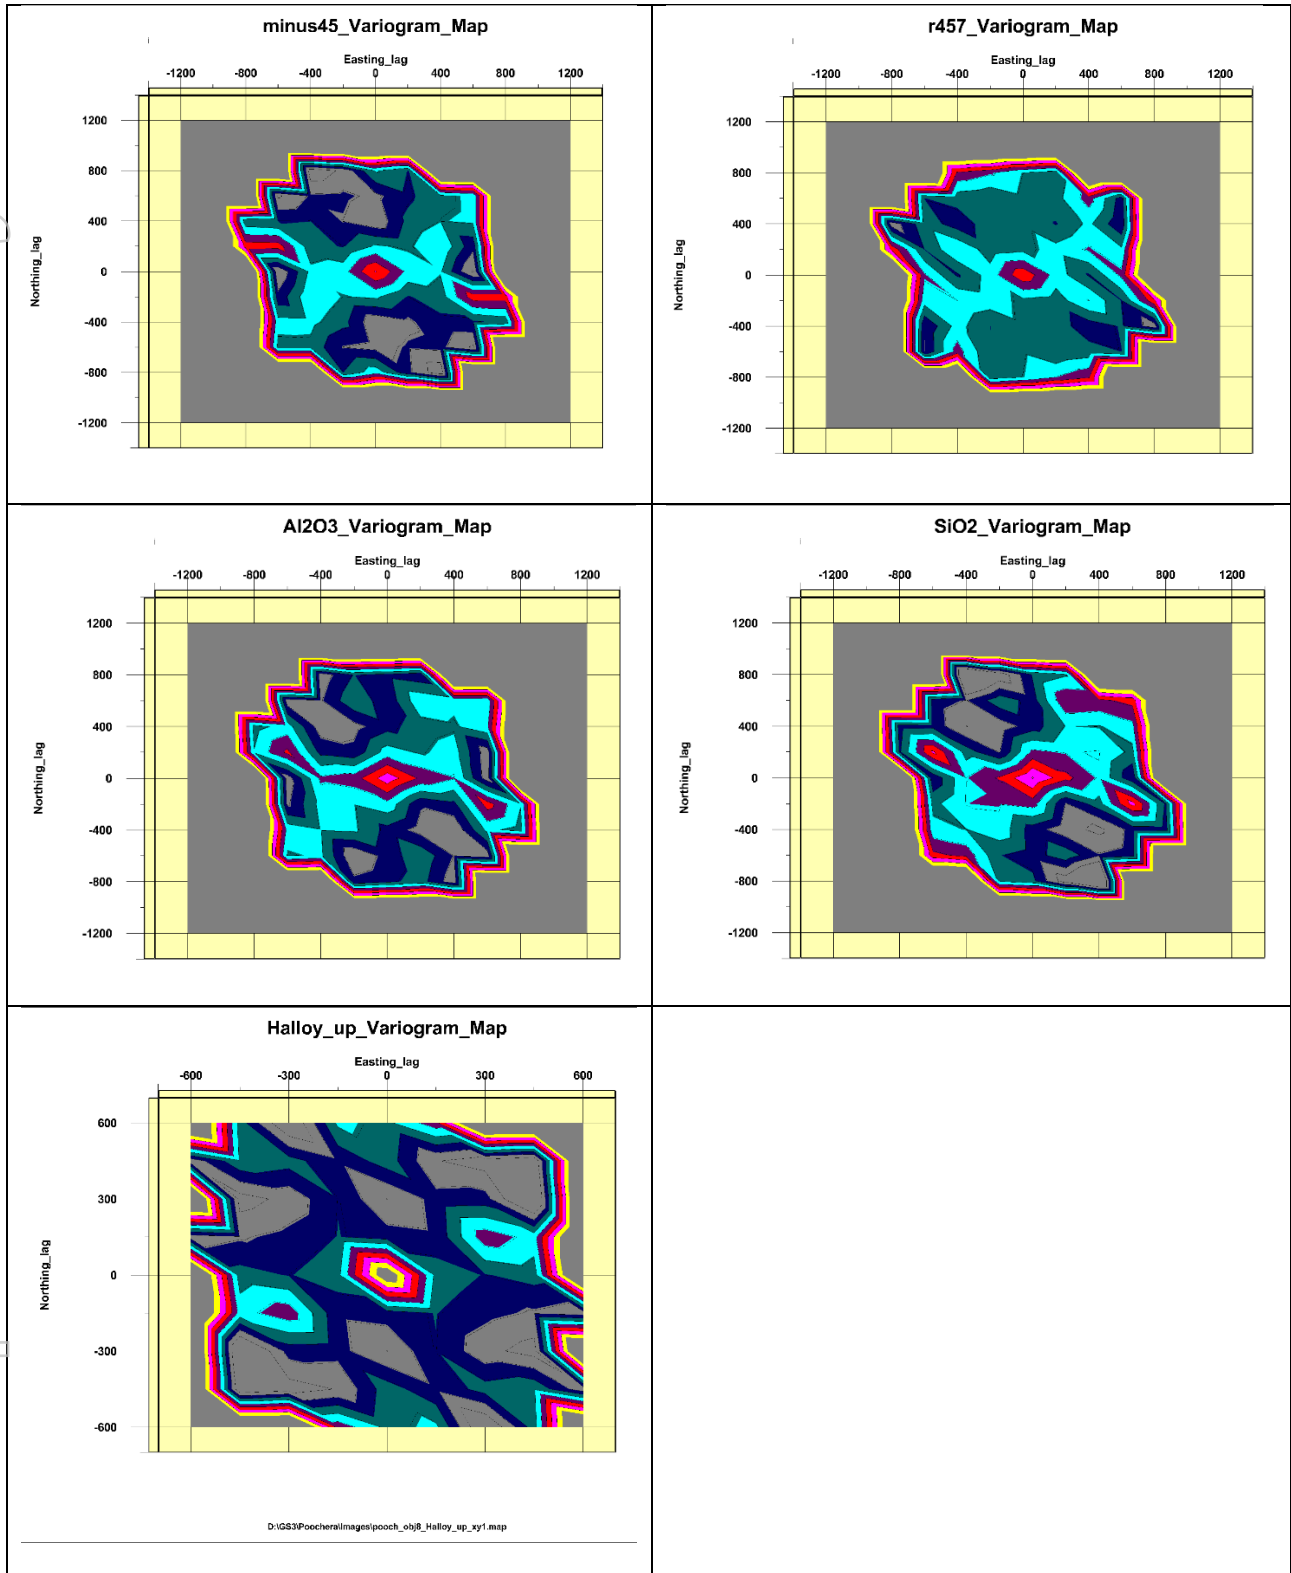 minus45_Variogram_Map
Easting_lag
-1200 -800 -400 0 400 800 1200
1200
800
400
0
-400
-800
-1200
Northing_lag
r457_Variogram_Map
Easting_lag
-1200 -800 -400 0 400 800 1200
1200
800
400
0
-400
-800
-1200
Northing_lag
Al2O3_Variogram_Map
Easting_lag
-1200 -800 -400 0 400 800 1200
1200
800
400
0
-400
-800
-1200
Northing_lag
SiO2_Variogram_Map
Easting_lag
-1200 -800 -400 0 400 800 1200
1200
800
400
0
-400
-800
-1200
Northing_lag
Halloy_up_Variogram_Map
Easting_lag
-600 -300 0 300 600
600
300
0
-300
-600
Northing_lag
D:\GS3\Poochera\Images\pooch_obj8_Halloy_up_xy1.map